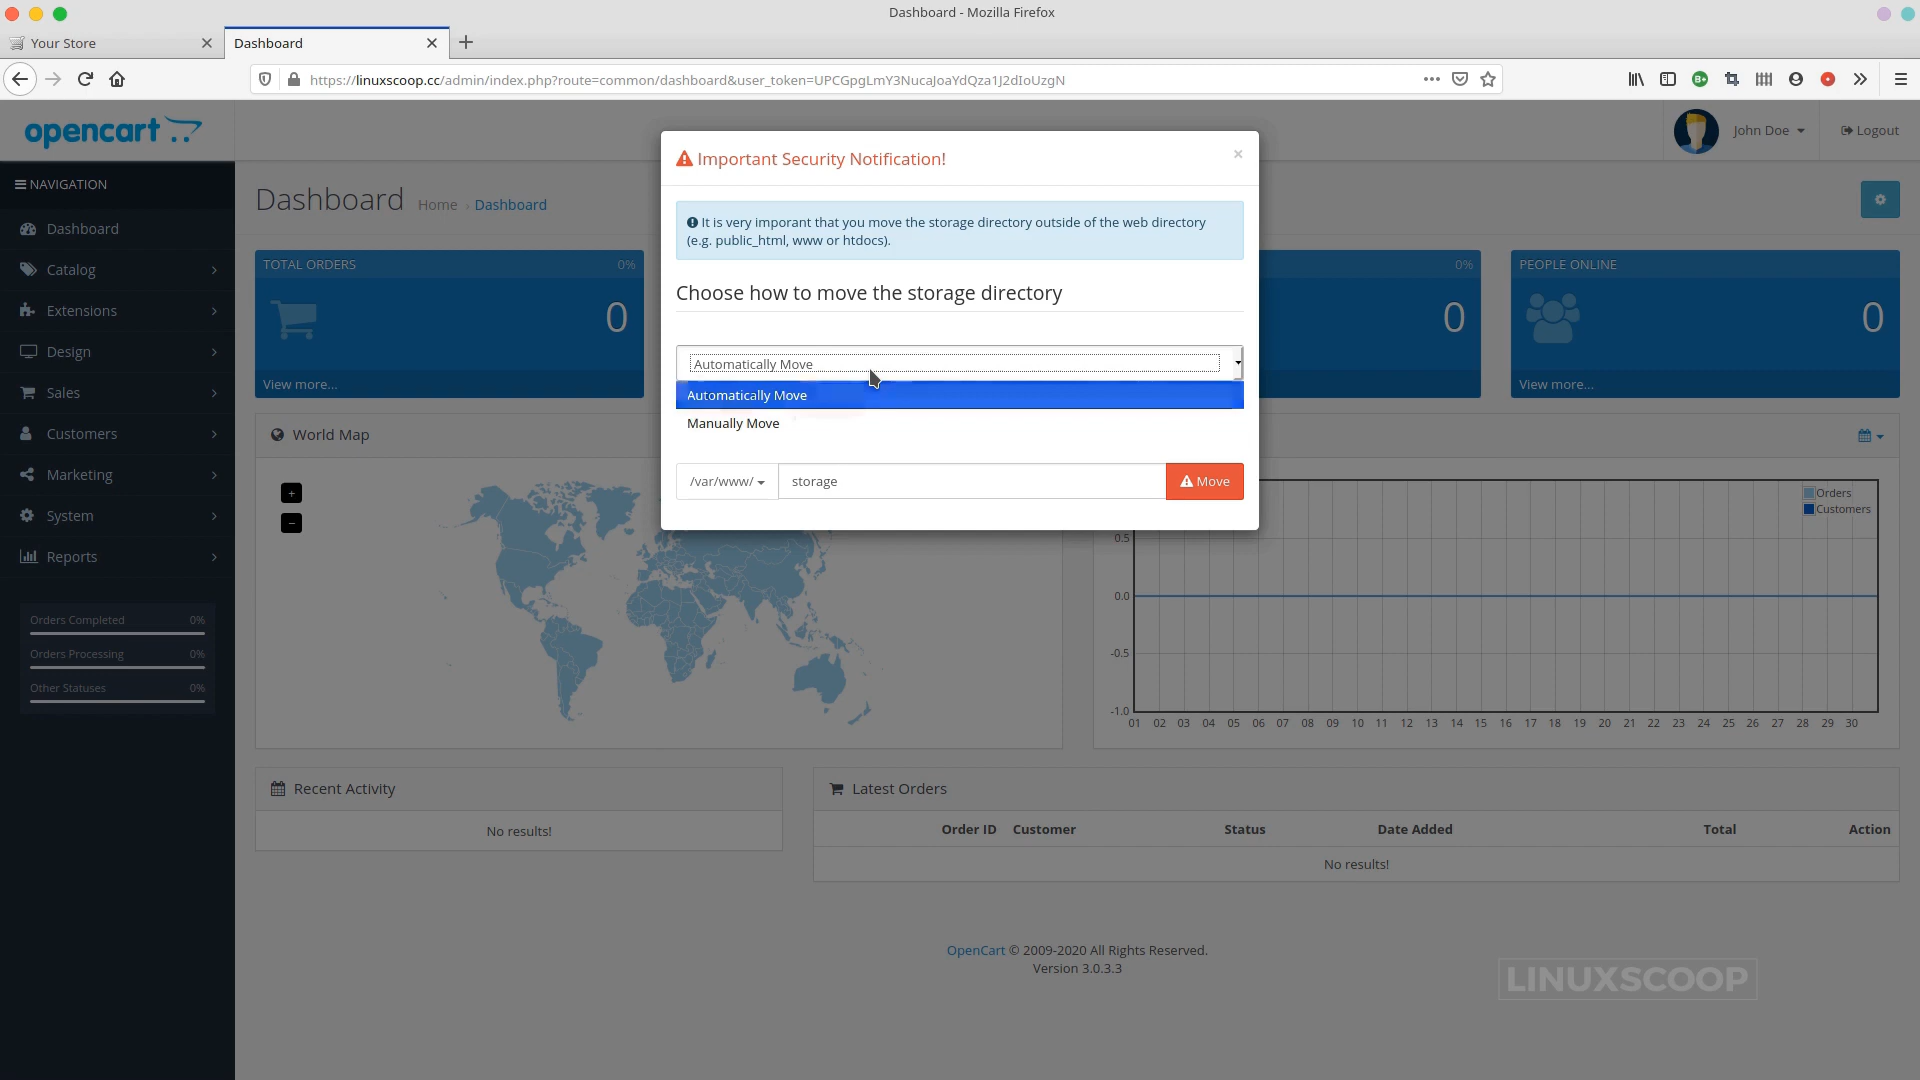 Dashboard - Mozilla Firefox
Your Store
Dashboard
https://linuxscoop.cc/admin/index.php?route=common/dashboard&user_token=UPCGpgLmY3NucaJoaYdQza1J2dIoUzgN
opencart
John Doe
Logout
Important Security Notification!
×
It is very imporant that you move the storage directory outside of the web directory
(e.g. public_html, www or htdocs).
Choose how to move the storage directory
Automatically Move
Automatically Move
Manually Move
/var/www/
storage
Move
NAVIGATION
Dashboard
Catalog
Extensions
Design
Sales
Customers
Marketing
System
Reports
Orders Completed 0%
Orders Processing 0%
Other Statuses 0%
Dashboard
Home › Dashboard
TOTAL ORDERS 0%
0
View more...
0%
0
PEOPLE ONLINE
0
View more...
World Map
+
−
Orders
Customers
0.5
0.0
-0.5
-1.0
01 02 03 04 05 06 07 08 09 10 11 12 13 14 15 16 17 18 19 20 21 22 23 24 25 26 27 28 29 30
Recent Activity
No results!
Latest Orders
Order ID Customer Status Date Added Total Action
No results!
OpenCart © 2009-2020 All Rights Reserved.
Version 3.0.3.3
LINUXSCOOP